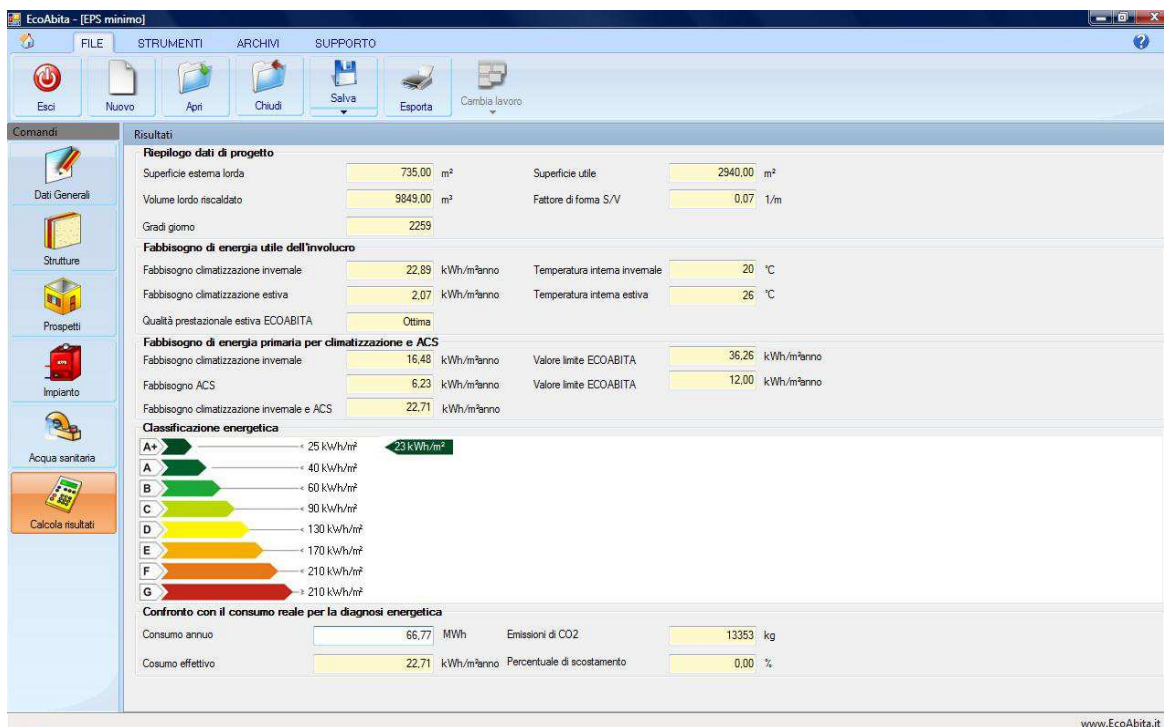 EcoAbita - [EPS minimo]
FILE STRUMENTI ARCHIVI SUPPORTO
Esci Nuovo Apri Chiudi Salva Esporta Cambia lavoro
Comandi
Dati Generali
Strutture
Prospetti
Impianto
Acqua sanitaria
Calcola risultati
Risultati
Riepilogo dati di progetto
Superficie esterna lorda 735,00 m² Superficie utile 2940,00 m²
Volume lordo riscaldato 9849,00 m³ Fattore di forma S/V 0,07 1/m
Gradi giorno 2259
Fabbisogno di energia utile dell'involucro
Fabbisogno climatizzazione invernale 22,89 kWh/m²anno Temperatura interna invernale 20 °C
Fabbisogno climatizzazione estiva 2,07 kWh/m²anno Temperatura interna estiva 26 °C
Qualità prestazionale estiva ECOABITA Ottima
Fabbisogno di energia primaria per climatizzazione e ACS
Fabbisogno climatizzazione invernale 16,48 kWh/m²anno Valore limite ECOABITA 36,26 kWh/m²anno
Fabbisogno ACS 6,23 kWh/m²anno Valore limite ECOABITA 12,00 kWh/m²anno
Fabbisogno climatizzazione invernale e ACS 22,71 kWh/m²anno
Classificazione energetica
A+ < 25 kWh/m² 23 kWh/m²
A < 40 kWh/m²
B < 60 kWh/m²
C < 90 kWh/m²
D < 130 kWh/m²
E < 170 kWh/m²
F < 210 kWh/m²
G ≥ 210 kWh/m²
Confronto con il consumo reale per la diagnosi energetica
Consumo annuo 66,77 MWh Emissioni di CO2 13353 kg
Cosumo effettivo 22,71 kWh/m²anno Percentuale di scostamento 0,00 %
www.EcoAbita.it